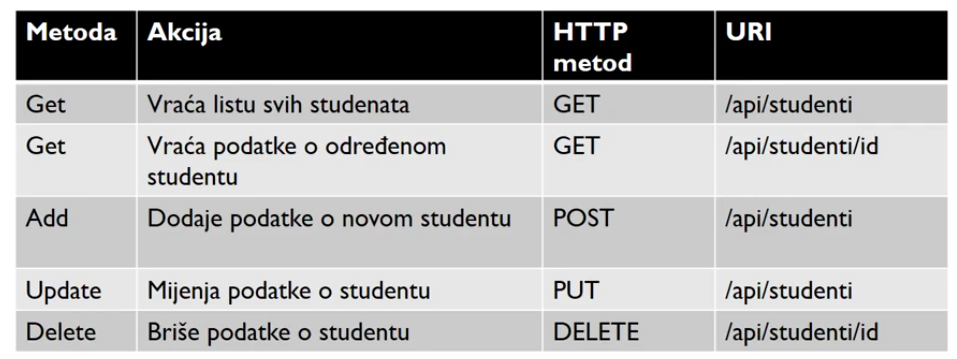 Metoda Akcija HTTP metod URI
Get Vraća listu svih studenata GET /api/studenti
Get Vraća podatke o određenom studentu GET /api/studenti/id
Add Dodaje podatke o novom studentu POST /api/studenti
Update Mijenja podatke o studentu PUT /api/studenti
Delete Briše podatke o studentu DELETE /api/studenti/id